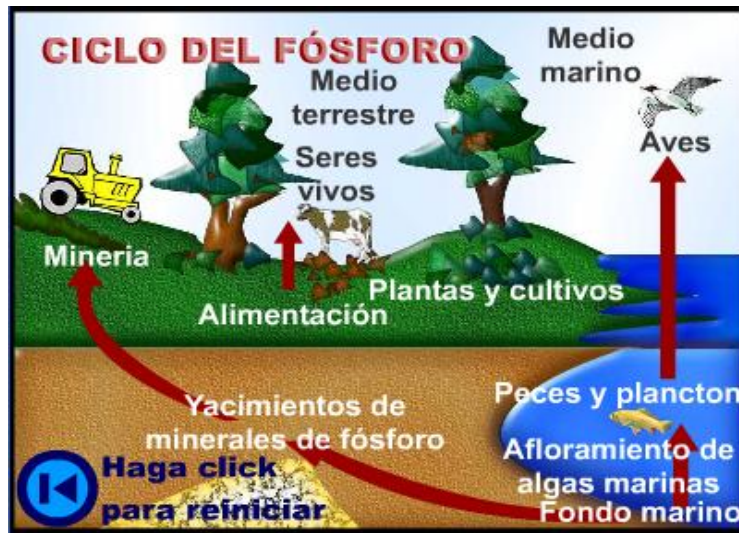 CICLO DEL FÓSFORO
Medio
marino
Medio
terrestre
Aves
Seres
vivos
Mineria
Plantas y cultivos
Alimentación
Peces y plancton
Yacimientos de
minerales de fósforo
Afloramiento de
algas marinas
Fondo marino
Haga click
para reiniciar